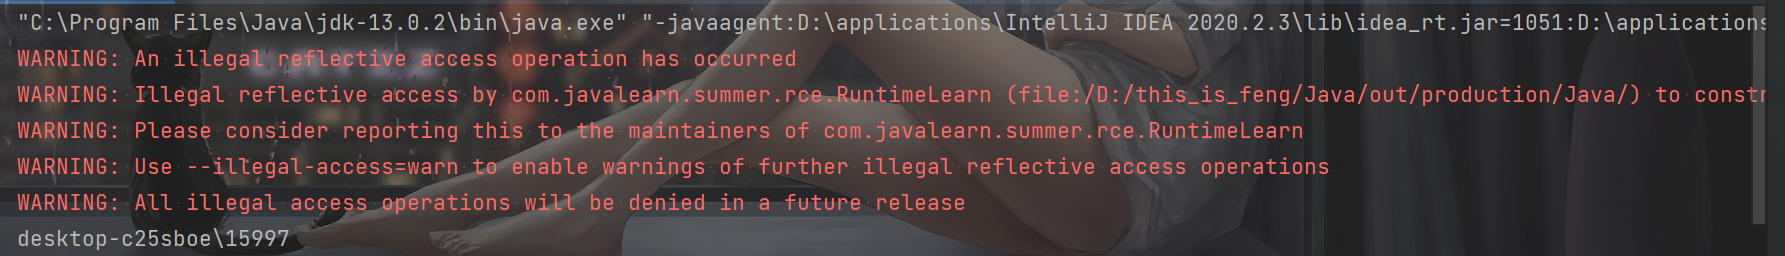 "C:\Program Files\Java\jdk-13.0.2\bin\java.exe" "-javaagent:D:\applications\IntelliJ IDEA 2020.2.3\lib\idea_rt.jar=1051:D:\applications
WARNING: An illegal reflective access operation has occurred
WARNING: Illegal reflective access by com.javalearn.summer.rce.RuntimeLearn (file:/D:/this_is_feng/Java/out/production/Java/) to constr
WARNING: Please consider reporting this to the maintainers of com.javalearn.summer.rce.RuntimeLearn
WARNING: Use --illegal-access=warn to enable warnings of further illegal reflective access operations
WARNING: All illegal access operations will be denied in a future release
desktop-c25sboe\15997